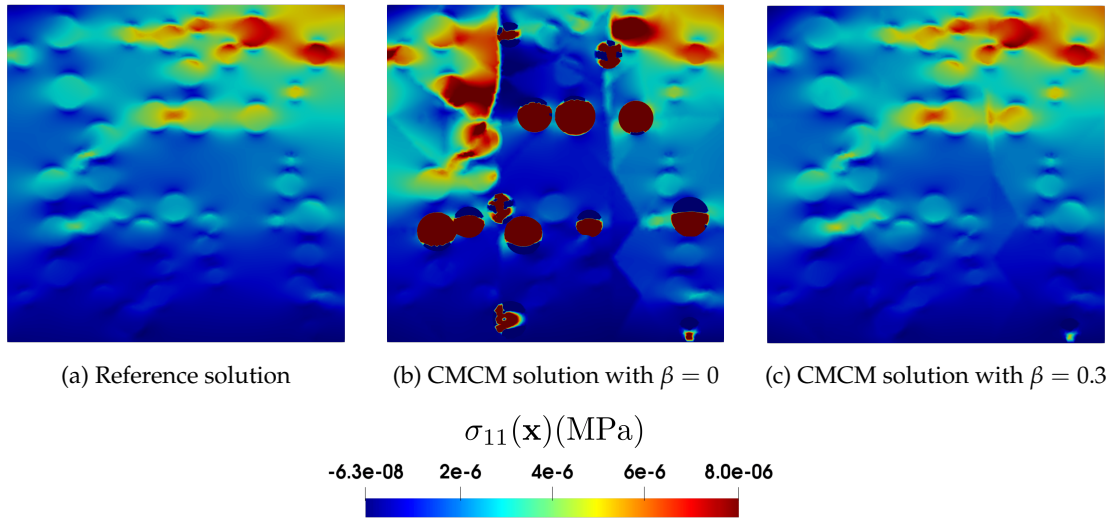 (a) Reference solution
(b) CMCM solution with β = 0
(c) CMCM solution with β = 0.3
σ₁₁(𝐱)(MPa)
-6.3e-08 2e-6 4e-6 6e-6 8.0e-06